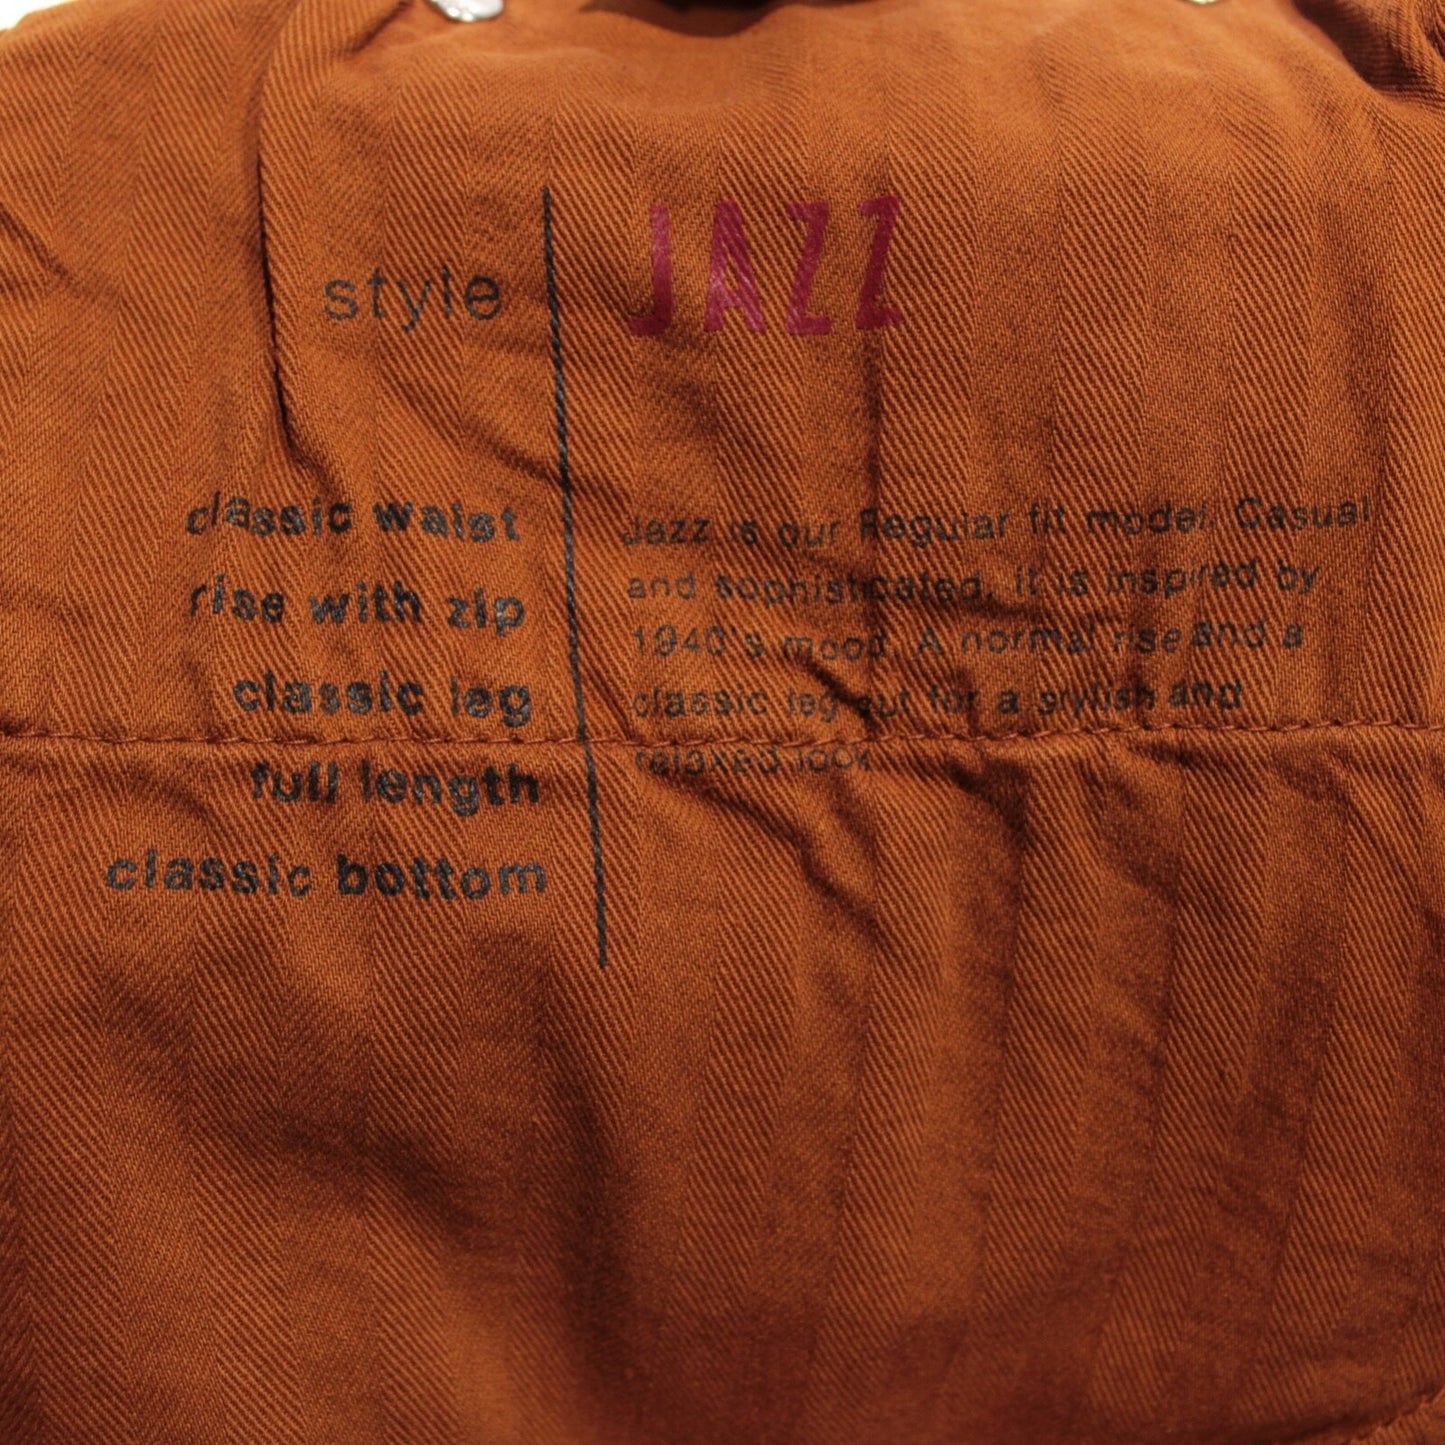 style
JAZZ
classic waist
rise with zip
classic leg
full length
classic bottom
Jazz is our Regular fit model. Casual
and sophisticated, it is inspired by
1940's mood. A normal rise and a
classic leg cut for a stylish and
relaxed look.